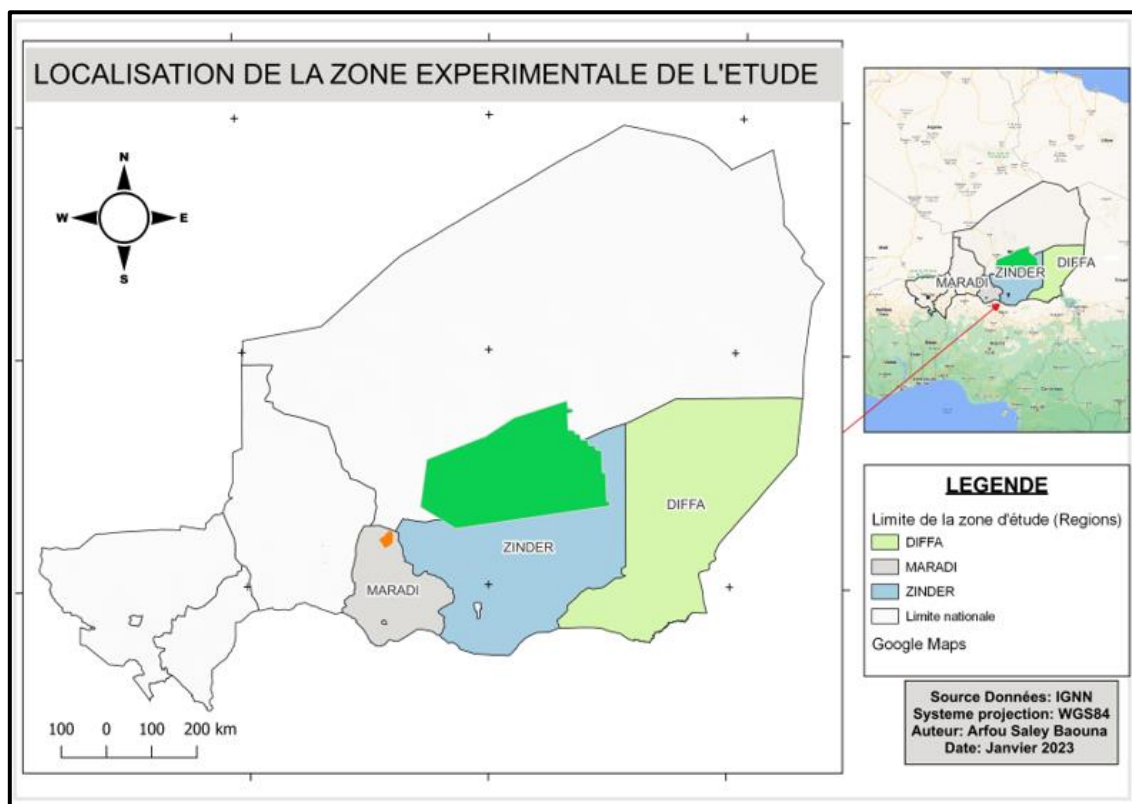 LOCALISATION DE LA ZONE EXPERIMENTALE DE L'ETUDE
N
W
E
S
DIFFA
ZINDER
MARADI
100 0 100 200 km
DIFFA
ZINDER
MARADI
LEGENDE
Limite de la zone d'étude (Regions)
DIFFA
MARADI
ZINDER
Limite nationale
Google Maps
Source Données: IGNN
Systeme projection: WGS84
Auteur: Arfou Saley Baouna
Date: Janvier 2023